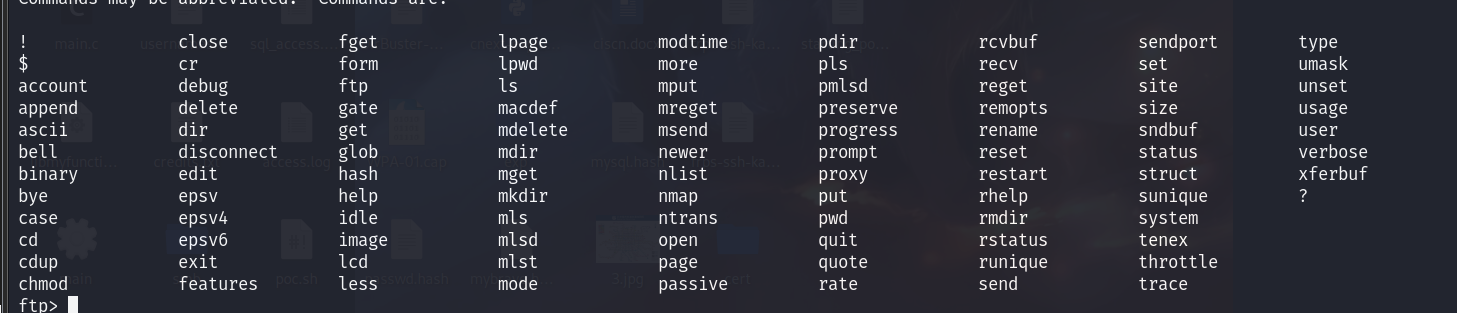 Commands may be abbreviated.  Commands are:
! close fget lpage modtime pdir rcvbuf sendport type
$ cr form lpwd more pls recv set umask
account debug ftp ls mput pmlsd reget site unset
append delete gate macdef mreget preserve remopts size usage
ascii dir get mdelete msend progress rename sndbuf user
bell disconnect glob mdir newer prompt reset status verbose
binary edit hash mget nlist proxy restart struct xferbuf
bye epsv help mkdir nmap put rhelp sunique ?
case epsv4 idle mls ntrans pwd rmdir system
cd epsv6 image mlsd open quit rstatus tenex
cdup exit lcd mlst page quote runique throttle
chmod features less mode passive rate send trace
ftp>